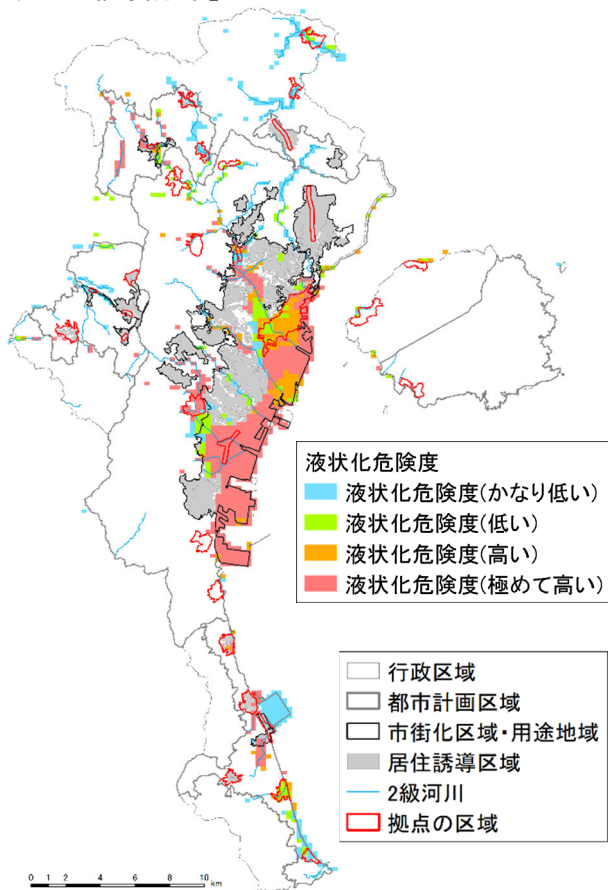 液状化危険度
液状化危険度(かなり低い)
液状化危険度(低い)
液状化危険度(高い)
液状化危険度(極めて高い)
行政区域
都市計画区域
市街化区域・用途地域
居住誘導区域
2級河川
拠点の区域
0 1 2 4 6 8 10
km